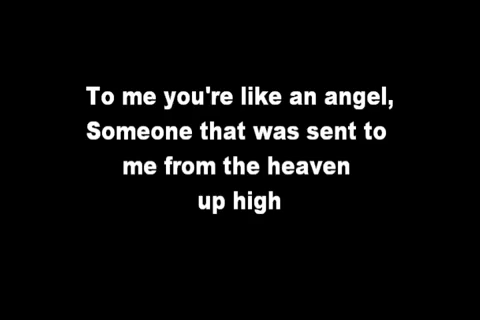 To me you're like an angel,
Someone that was sent to
me from the heaven
up high